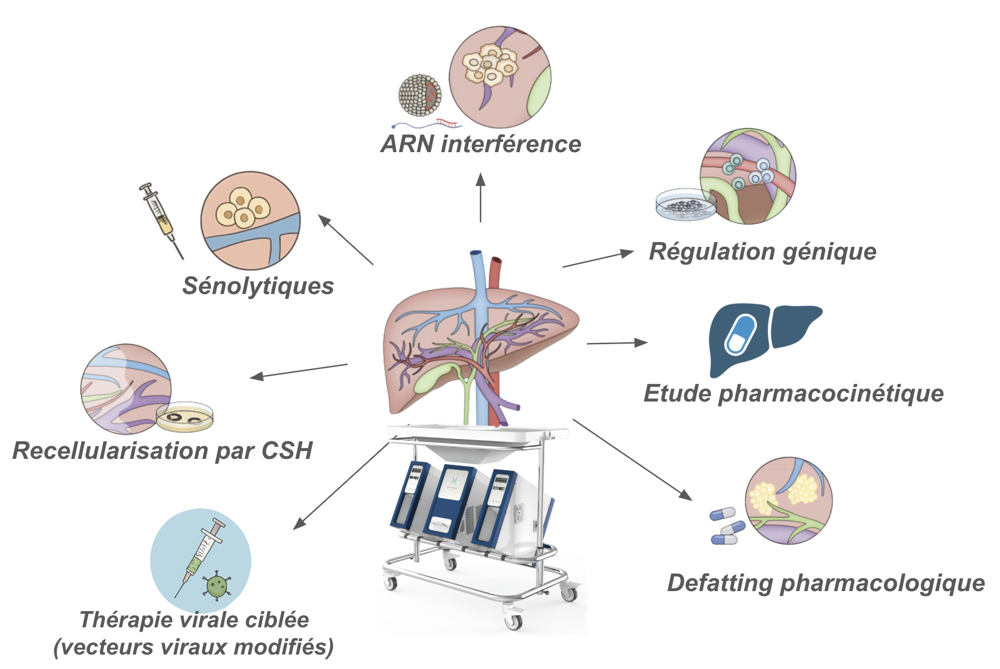 ARN interférence
Régulation génique
Sénolytiques
Etude pharmacocinétique
Recellularisation par CSH
Defatting pharmacologique
Thérapie virale ciblée
(vecteurs viraux modifiés)